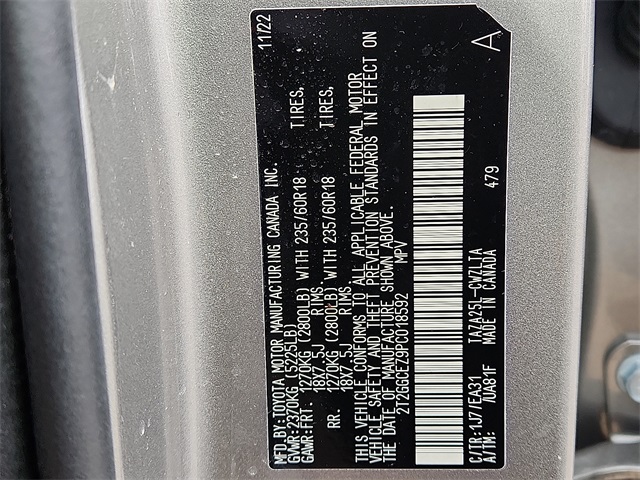 MFD.BY:TOYOTA MOTOR MANUFACTURING CANADA INC. 11/22
GVWR:2370KG (5225LB)
GAWR:FRT. 1270KG (2800LB) WITH 235/60R18 TIRES,
18X7.5J RIMS,
RR. 1270KG (2800LB) WITH 235/60R18 TIRES,
18X7.5J RIMS.
THIS VEHICLE CONFORMS TO ALL APPLICABLE FEDERAL MOTOR
VEHICLE SAFETY AND THEFT PREVENTION STANDARDS IN EFFECT ON
THE DATE OF MANUFACTURE SHOWN ABOVE.
2T2GGCEZ9PC018592 MPV
A
C/TR:1J7/EA31 TAZA25L-CWZLTA 479
A/TM: /UA81F MADE IN CANADA